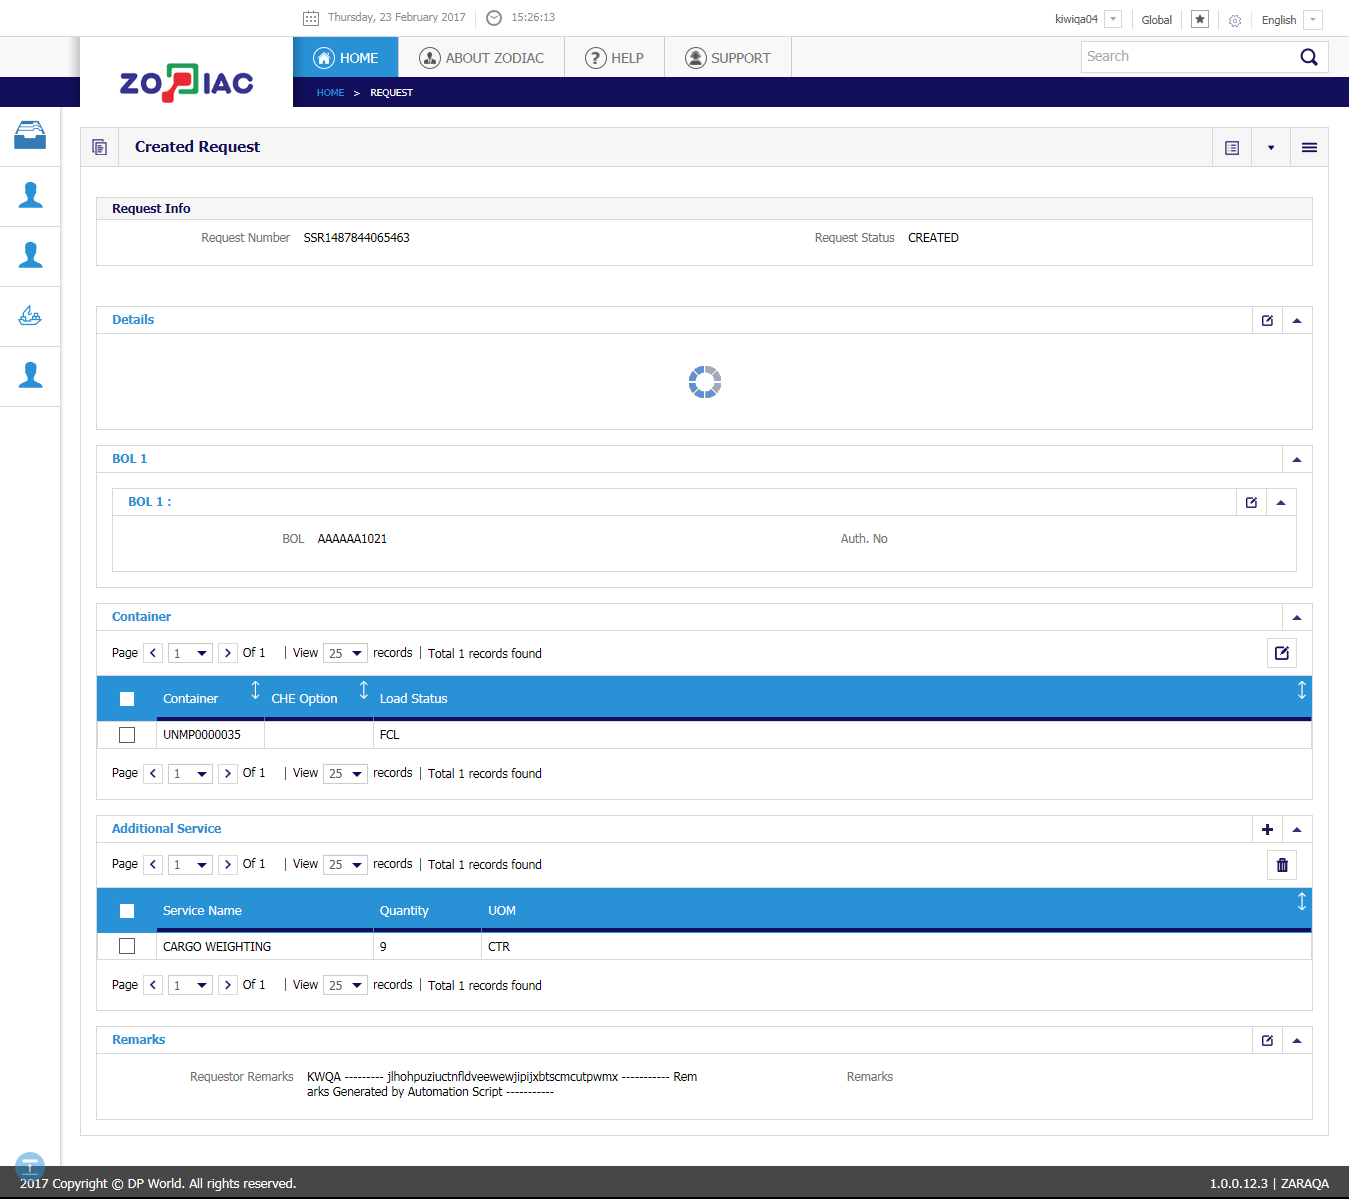 Thursday, 23 February 2017 15:26:13 kiwiqa04 Global English
ZODIAC HOME ABOUT ZODIAC ? HELP SUPPORT Search
HOME > REQUEST
Created Request
Request Info
Request Number SSR1487844065463 Request Status CREATED
Details
BOL 1
BOL 1 :
BOL AAAAAA1021 Auth. No
Container
Page < 1 > Of 1 | View 25 records | Total 1 records found
Container CHE Option Load Status
UNMP0000035 FCL
Page < 1 > Of 1 | View 25 records | Total 1 records found
Additional Service
Page < 1 > Of 1 | View 25 records | Total 1 records found
Service Name Quantity UOM
CARGO WEIGHTING 9 CTR
Page < 1 > Of 1 | View 25 records | Total 1 records found
Remarks
Requestor Remarks KWQA --------- jlhohpuziuctnfldveewewjipijxbtscmcutpwmx ----------- Rem Remarks
arks Generated by Automation Script -----------
2017 Copyright © DP World. All rights reserved. 1.0.0.12.3 | ZARAQA